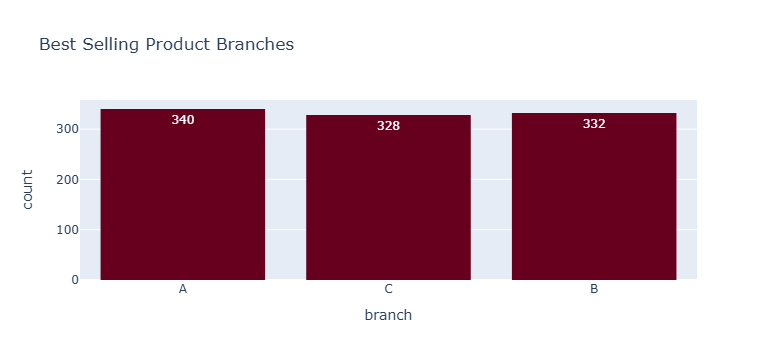 Best Selling Product Branches
count
300
200
100
0
340
328
332
A
C
B
branch